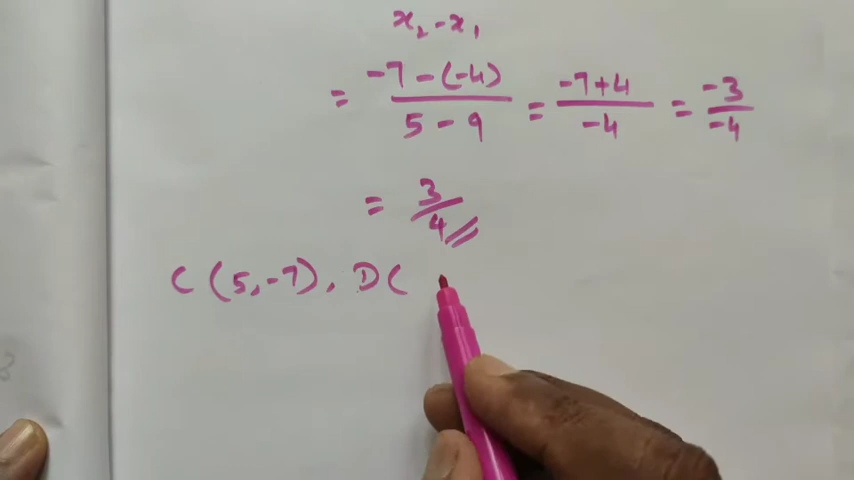 x₂ - x₁
= -7 - (-4) / 5 - 9 = -7+4 / -4 = -3 / -4
= 3/4 //
C (5, -7), D (